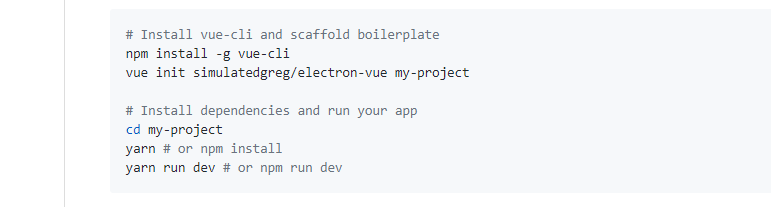 # Install vue-cli and scaffold boilerplate
npm install -g vue-cli
vue init simulatedgreg/electron-vue my-project
# Install dependencies and run your app
cd my-project
yarn # or npm install
yarn run dev # or npm run dev